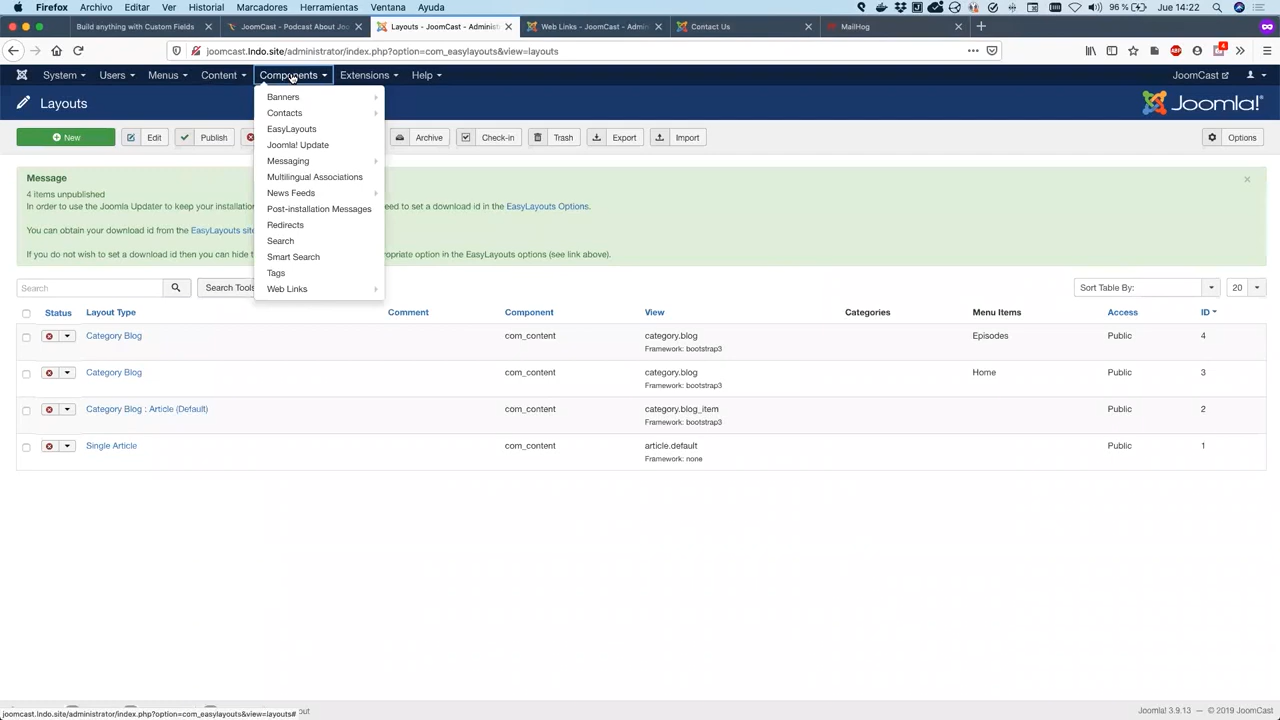 Firefox Archivo Editar Ver Historial Marcadores Herramientas Ventana Ayuda 96 % Jue 14:22
Build anything with Custom Fields JoomCast - Podcast About Joo Layouts - JoomCast - Administra Web Links - JoomCast - Administ Contact Us MailHog
joomcast.lndo.site/administrator/index.php?option=com_easylayouts&view=layouts 4
System Users Menus Content Components Extensions Help JoomCast
Layouts Joomla!®
New Edit Publish Archive Check-in Trash Export Import Options
Banners
Contacts
EasyLayouts
Joomla! Update
Messaging
Multilingual Associations
News Feeds
Post-installation Messages
Redirects
Search
Smart Search
Tags
Web Links
Message
4 items unpublished
In order to use the Joomla Updater to keep your installation eed to set a download id in the EasyLayouts Options.
You can obtain your download id from the EasyLayouts site
If you do not wish to set a download id then you can hide t ropriate option in the EasyLayouts options (see link above).
Search Search Tools Sort Table By: 20
Status Layout Type Comment Component View Categories Menu Items Access ID
Category Blog com_content category.blog Episodes Public 4
Framework: bootstrap3
Category Blog com_content category.blog Home Public 3
Framework: bootstrap3
Category Blog : Article (Default) com_content category.blog_item Public 2
Framework: bootstrap3
Single Article com_content article.default Public 1
Framework: none
joomcast.lndo.site/administrator/index.php?option=com_easylayouts&view=layouts# out Joomla! 3.9.13 — © 2019 JoomCast